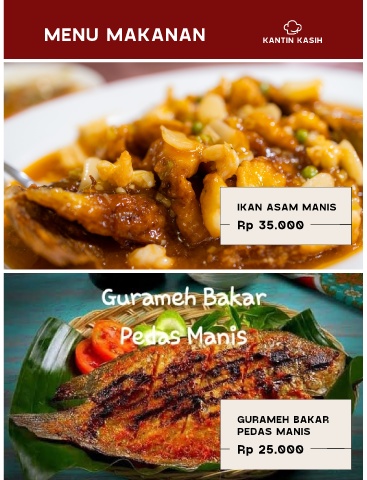 MENU MAKANAN
KANTIN KASIH
IKAN ASAM MANIS
Rp 35.000
Gurameh Bakar
Pedas Manis
GURAMEH BAKAR
PEDAS MANIS
Rp 25.000